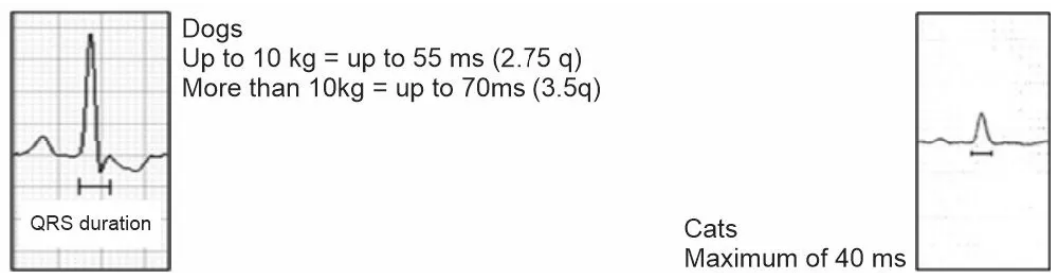 Dogs
Up to 10 kg = up to 55 ms (2.75 q)
More than 10kg = up to 70ms (3.5q)
QRS duration
Cats
Maximum of 40 ms